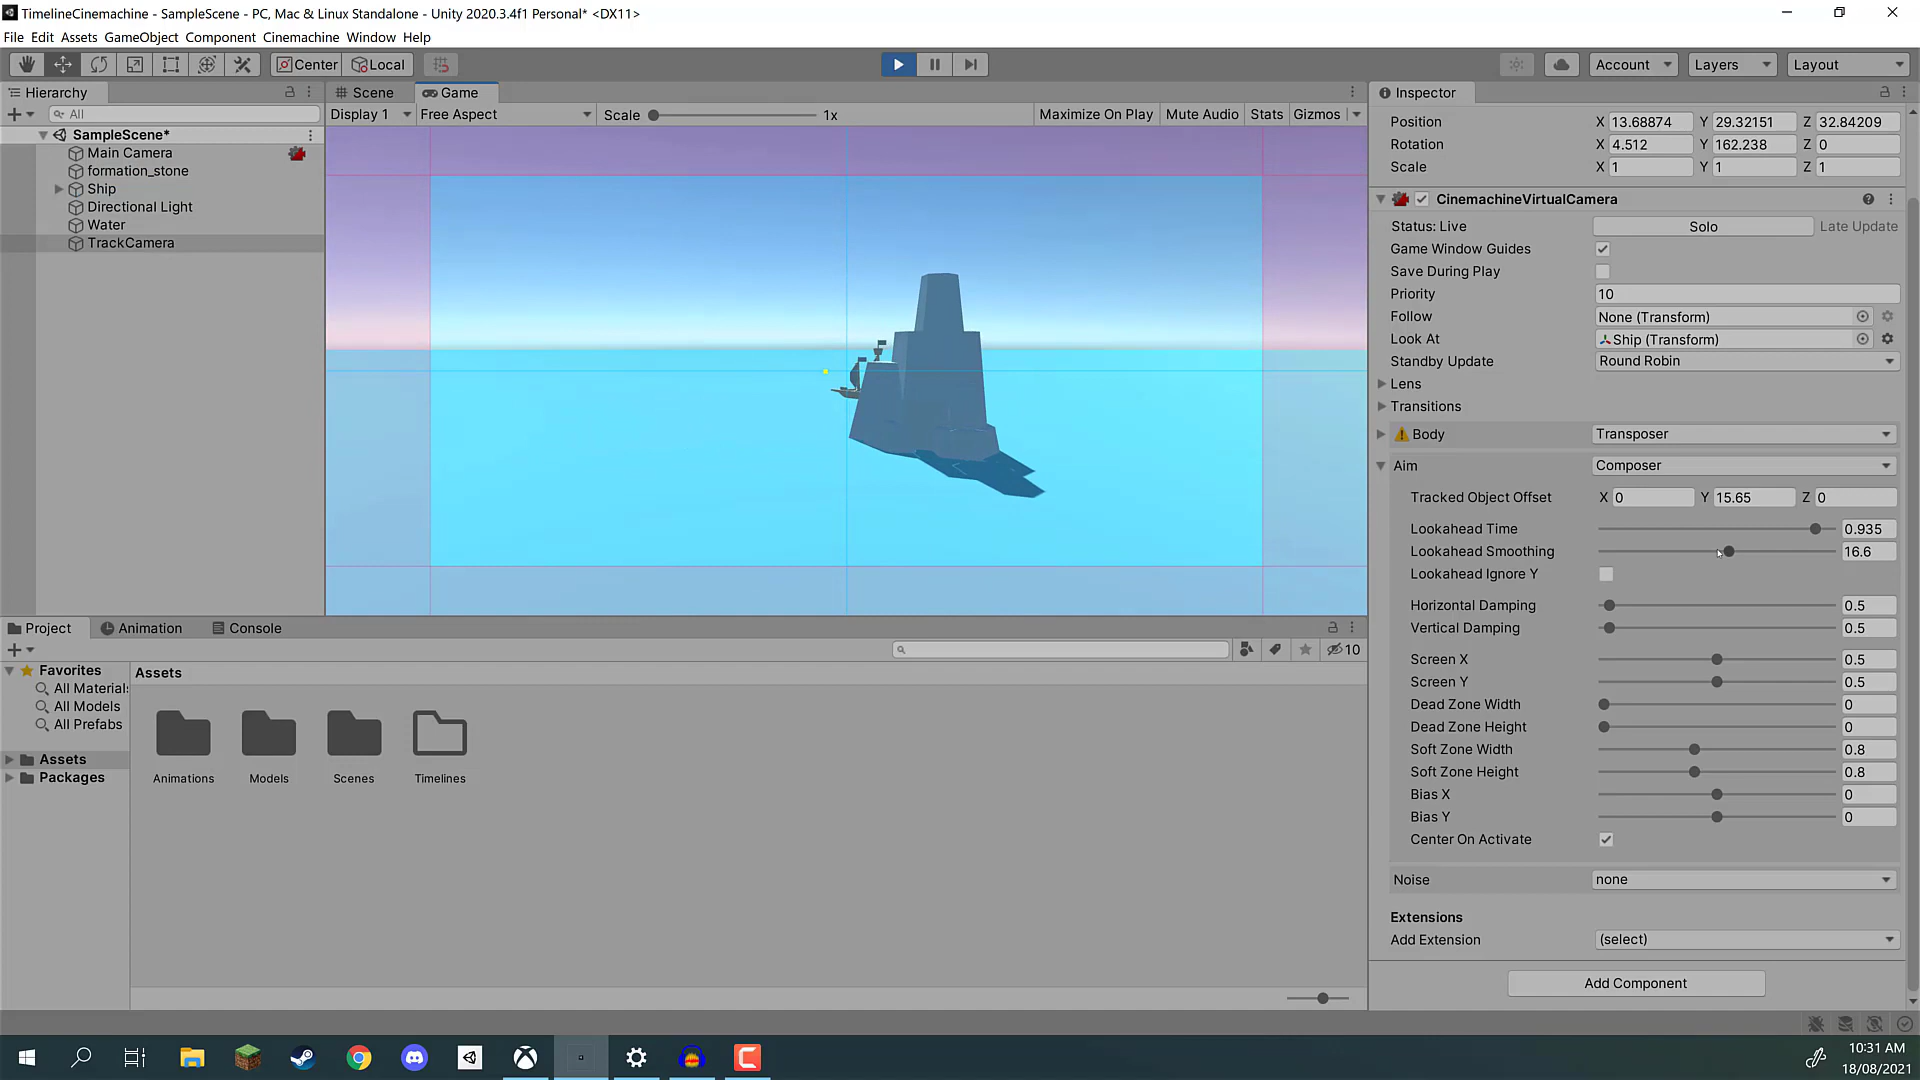 TimelineCinemachine - SampleScene - PC, Mac & Linux Standalone - Unity 2020.3.4f1 Personal* <DX11>
File Edit Assets GameObject Component Cinemachine Window Help
Center Local Account Layers Layout
Hierarchy
All
SampleScene*
Main Camera
formation_stone
Ship
Directional Light
Water
TrackCamera
Scene Game
Display 1 Free Aspect Scale 1x Maximize On Play Mute Audio Stats Gizmos
Inspector
Position X 13.68874 Y 29.32151 Z 32.84209
Rotation X 4.512 Y 162.238 Z 0
Scale X 1 Y 1 Z 1
CinemachineVirtualCamera
Status: Live Solo Late Update
Game Window Guides
Save During Play
Priority 10
Follow None (Transform)
Look At Ship (Transform)
Standby Update Round Robin
Lens
Transitions
Body Transposer
Aim Composer
Tracked Object Offset X 0 Y 15.65 Z 0
Lookahead Time 0.935
Lookahead Smoothing 16.6
Lookahead Ignore Y
Horizontal Damping 0.5
Vertical Damping 0.5
Screen X 0.5
Screen Y 0.5
Dead Zone Width 0
Dead Zone Height 0
Soft Zone Width 0.8
Soft Zone Height 0.8
Bias X 0
Bias Y 0
Center On Activate
Noise none
Extensions
Add Extension (select)
Add Component
Project Animation Console
10
Favorites
All Materials
All Models
All Prefabs
Assets
Packages
Assets
Animations Models Scenes Timelines
10:31 AM
18/08/2021